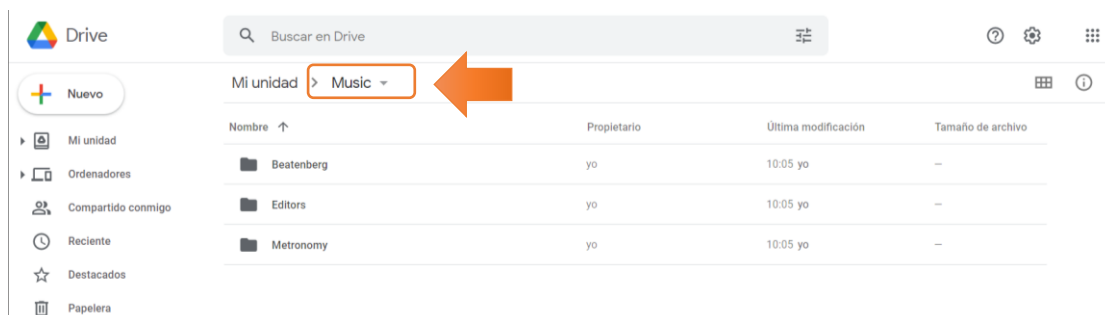 Drive
Buscar en Drive
Nuevo
Mi unidad
Ordenadores
Compartido conmigo
Reciente
Destacados
Papelera
Mi unidad > Music
Nombre ↑ Propietario Última modificación Tamaño de archivo
Beatenberg yo 10:05 yo –
Editors yo 10:05 yo –
Metronomy yo 10:05 yo –